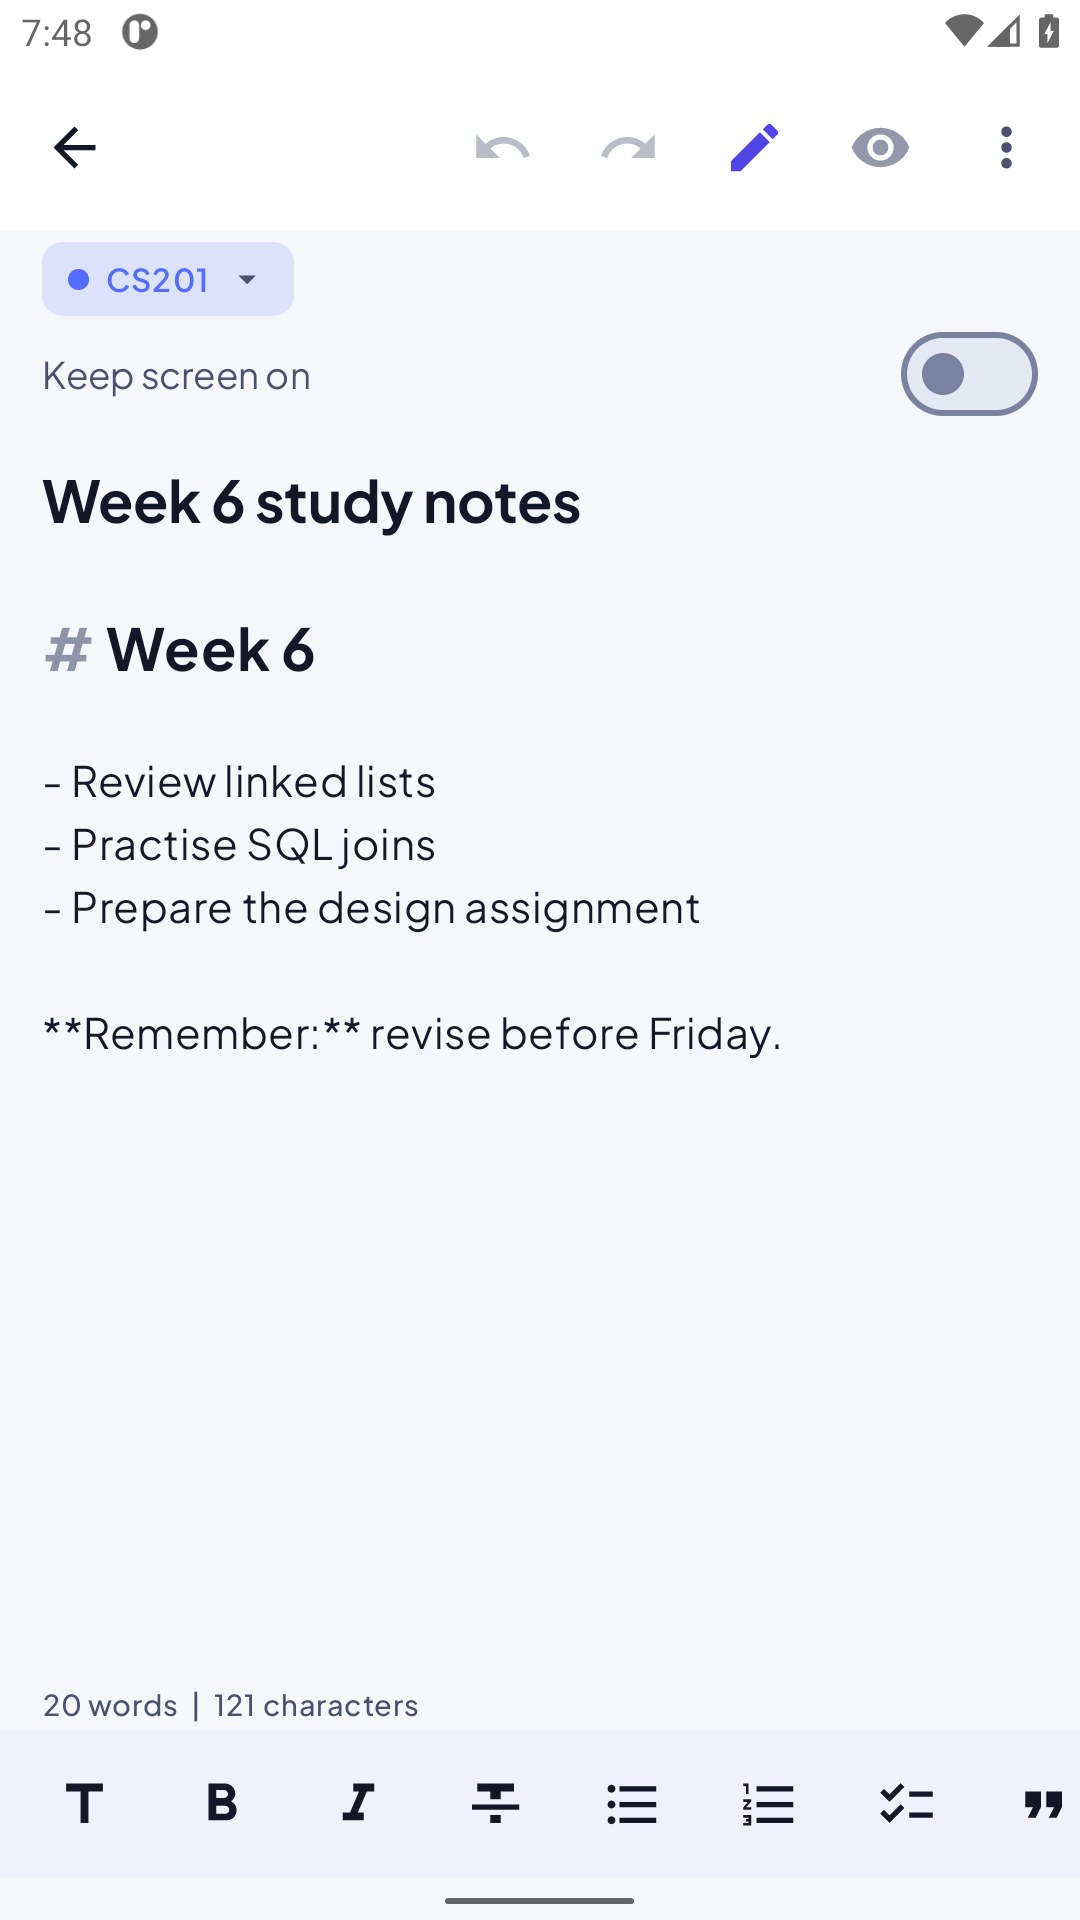 7:48
CS201
Keep screen on
Week 6 study notes
# Week 6
- Review linked lists
- Practise SQL joins
- Prepare the design assignment
**Remember:** revise before Friday.
20 words | 121 characters